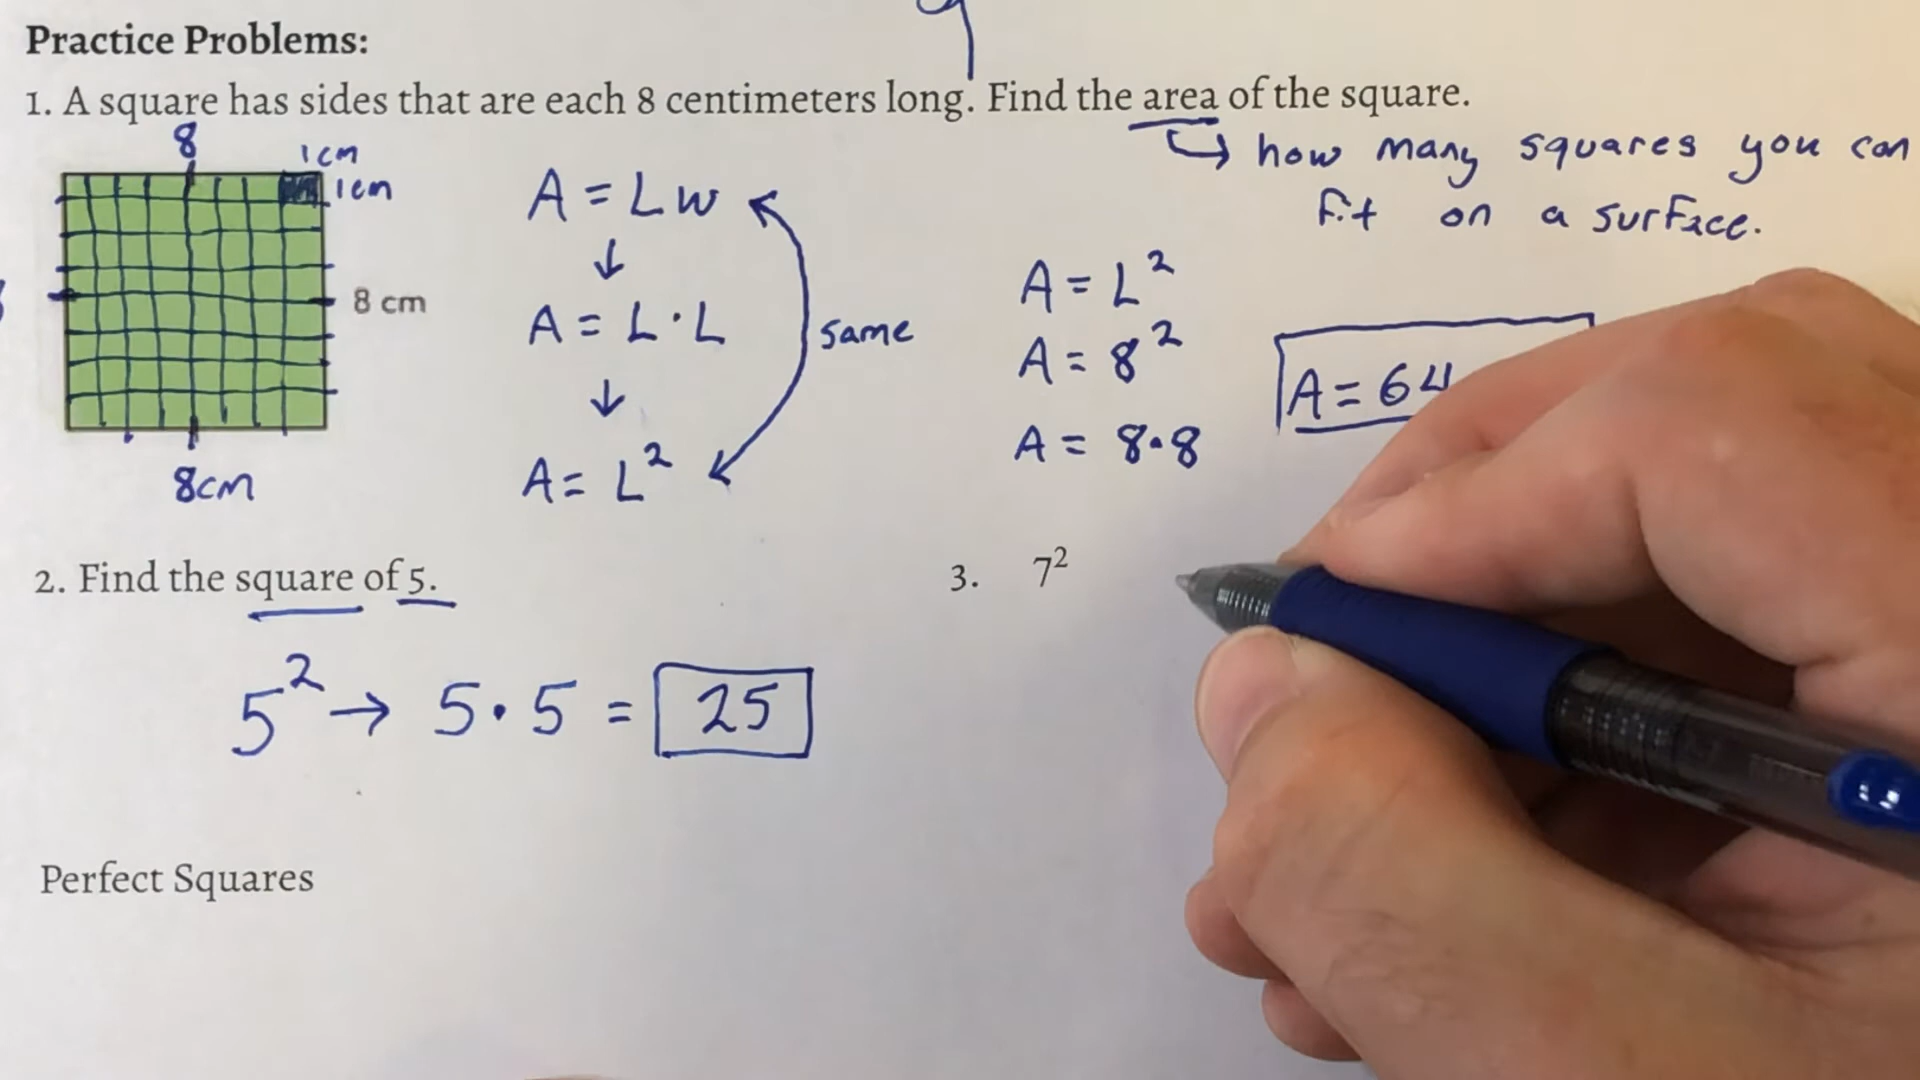 Practice Problems:
1. A square has sides that are each 8 centimeters long. Find the area of the square.
8
1cm
1cm
8 cm
8cm
A = LW
↓
A = L·L
↓
A = L²
same
↳ how many squares you can
fit on a surface.
A = L²
A = 8²
A = 8·8
A = 64
2. Find the square of 5.
5² → 5·5 = 25
3. 7²
Perfect Squares